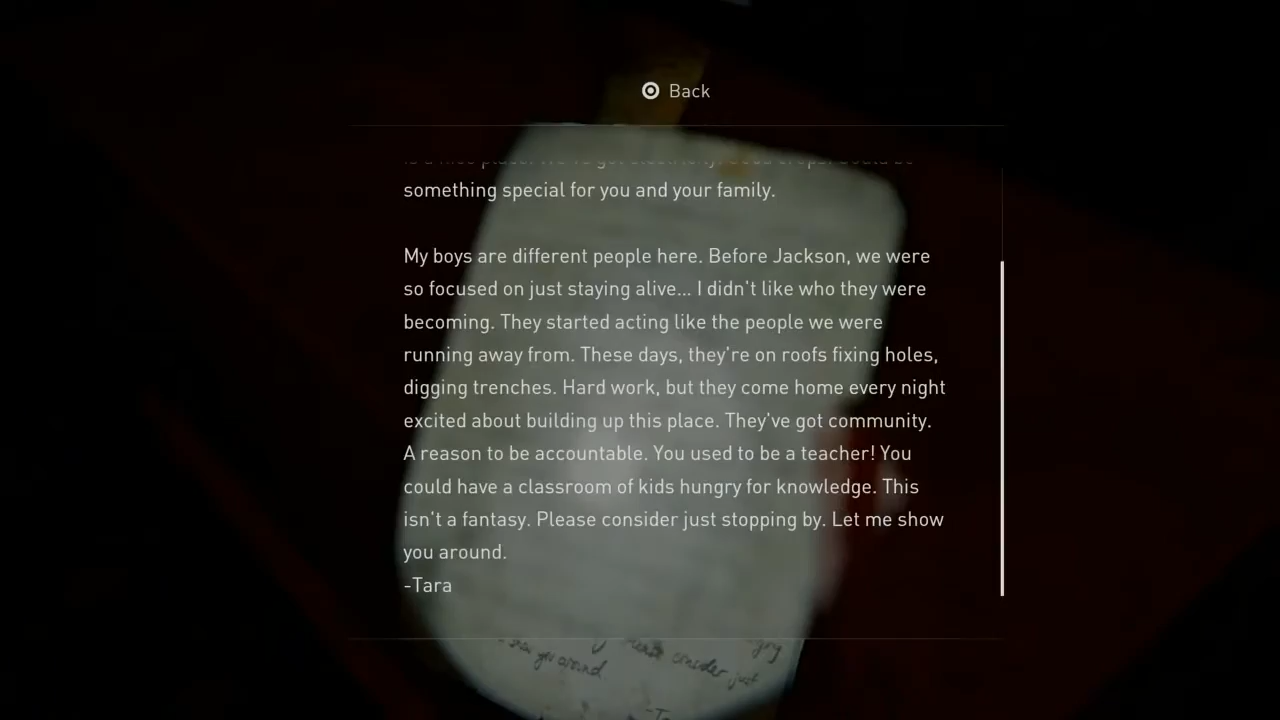 Back
something special for you and your family.
My boys are different people here. Before Jackson, we were
so focused on just staying alive... I didn't like who they were
becoming. They started acting like the people we were
running away from. These days, they're on roofs fixing holes,
digging trenches. Hard work, but they come home every night
excited about building up this place. They've got community.
A reason to be accountable. You used to be a teacher! You
could have a classroom of kids hungry for knowledge. This
isn't a fantasy. Please consider just stopping by. Let me show
you around.
-Tara
consider just
you around